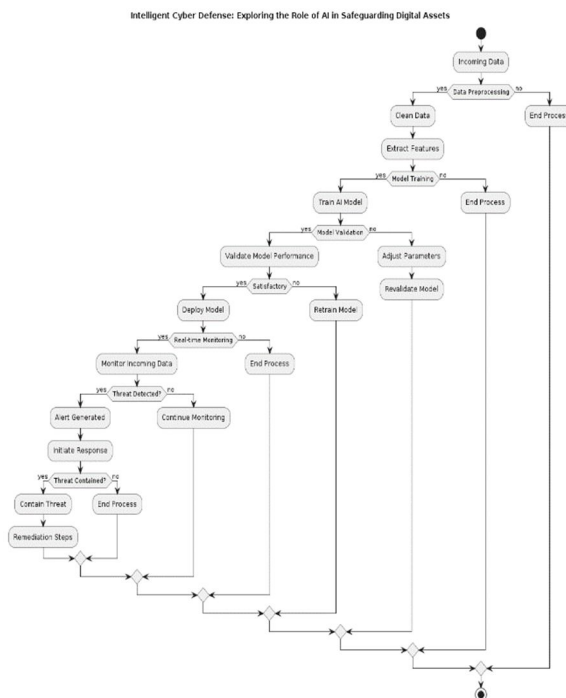 Intelligent Cyber Defense: Exploring the Role of AI in Safeguarding Digital Assets
Incoming Data
yes Data Preprocessing no
Clean Data
End Process
Extract Features
yes Model Training no
Train AI Model
End Process
yes Model Validation no
Validate Model Performance
Adjust Parameters
yes Satisfactory no
Revalidate Model
Deploy Model
Retrain Model
yes Real-time Monitoring no
Monitor Incoming Data
End Process
yes Threat Detected? no
Alert Generated
Continue Monitoring
Initiate Response
yes Threat Contained? no
Contain Threat
End Process
Remediation Steps